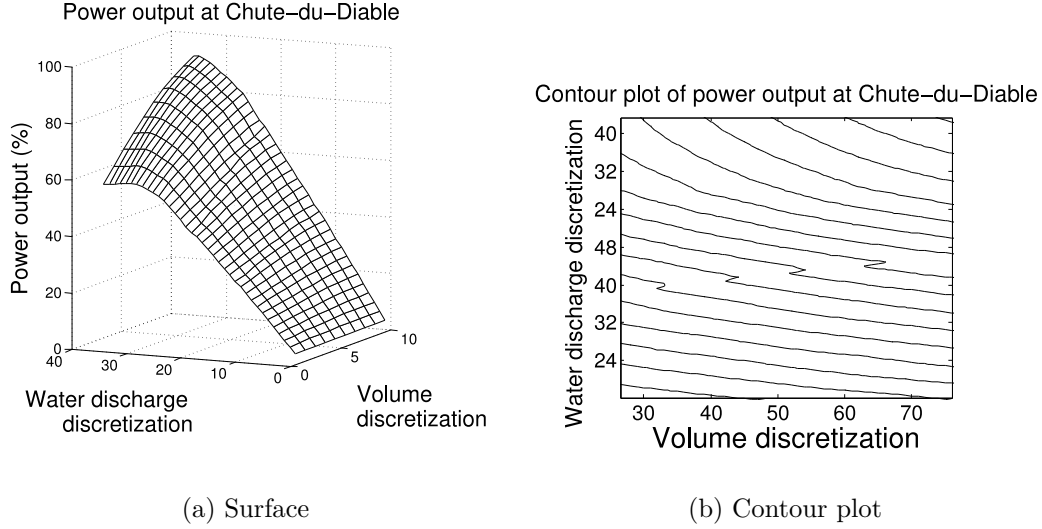 Power output at Chute−du−Diable
100
80
60
40
20
0
Power output (%)
40
30
20
10
0
Water discharge
discretization
0
5
10
Volume
discretization
(a) Surface
Contour plot of power output at Chute−du−Diable
40
32
24
48
40
32
24
Water discharge discretization
30
40
50
60
70
Volume discretization
(b) Contour plot